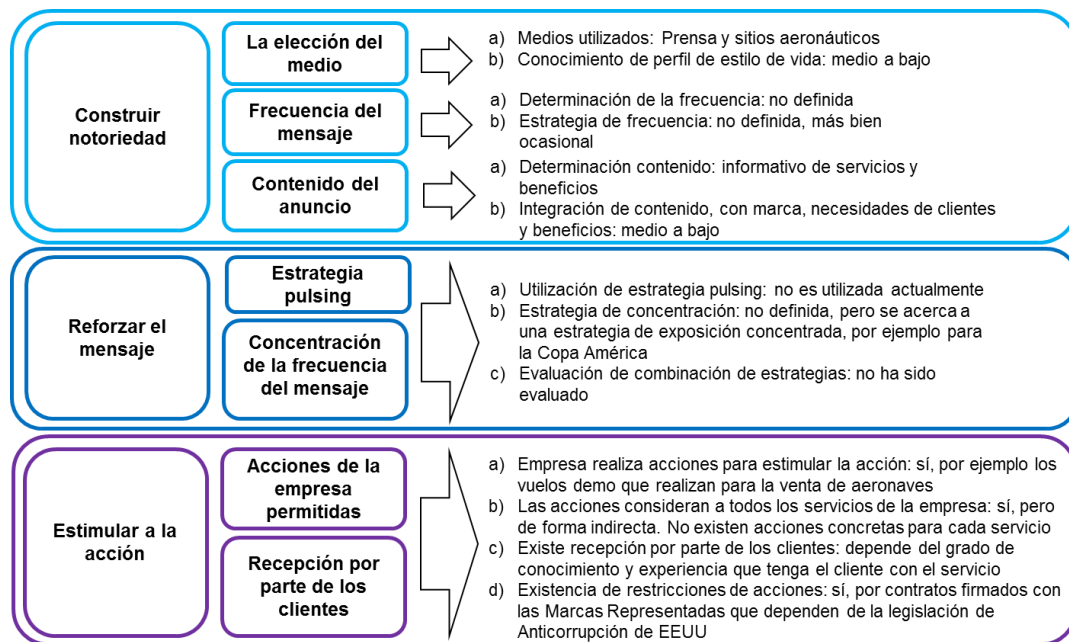 Construir
notoriedad
La elección del
medio
a) Medios utilizados: Prensa y sitios aeronáuticos
b) Conocimiento de perfil de estilo de vida: medio a bajo
Frecuencia del
mensaje
a) Determinación de la frecuencia: no definida
b) Estrategia de frecuencia: no definida, más bien
ocasional
Contenido del
anuncio
a) Determinación contenido: informativo de servicios y
beneficios
b) Integración de contenido, con marca, necesidades de clientes
y beneficios: medio a bajo
Reforzar el
mensaje
Estrategia
pulsing
Concentración
de la frecuencia
del mensaje
a) Utilización de estrategia pulsing: no es utilizada actualmente
b) Estrategia de concentración: no definida, pero se acerca a
una estrategia de exposición concentrada, por ejemplo para
la Copa América
c) Evaluación de combinación de estrategias: no ha sido
evaluado
Estimular a la
acción
Acciones de la
empresa
permitidas
Recepción por
parte de los
clientes
a) Empresa realiza acciones para estimular la acción: sí, por ejemplo los
vuelos demo que realizan para la venta de aeronaves
b) Las acciones consideran a todos los servicios de la empresa: sí, pero
de forma indirecta. No existen acciones concretas para cada servicio
c) Existe recepción por parte de los clientes: depende del grado de
conocimiento y experiencia que tenga el cliente con el servicio
d) Existencia de restricciones de acciones: sí, por contratos firmados con
las Marcas Representadas que dependen de la legislación de
Anticorrupción de EEUU